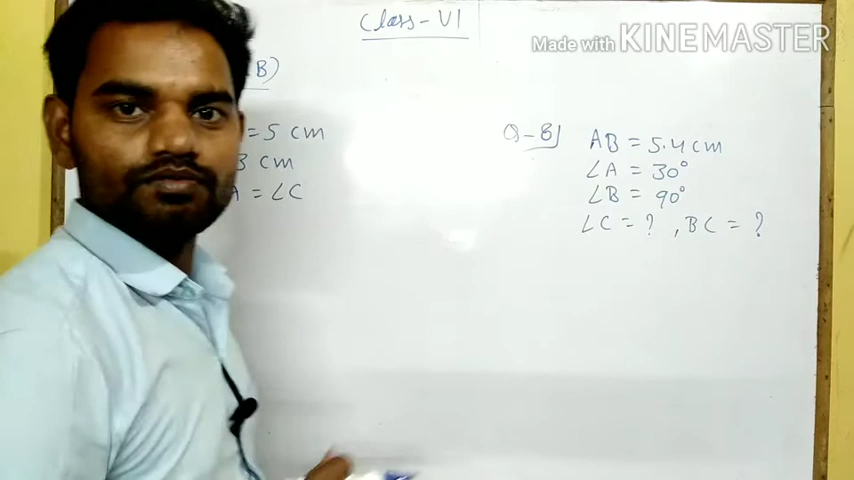 Class-VI
Made with KINEMASTER
B)
= 5 cm
3 cm
= ∠C
Q-8] AB = 5.4 cm
∠A = 30°
∠B = 90°
∠C = ?, BC = ?